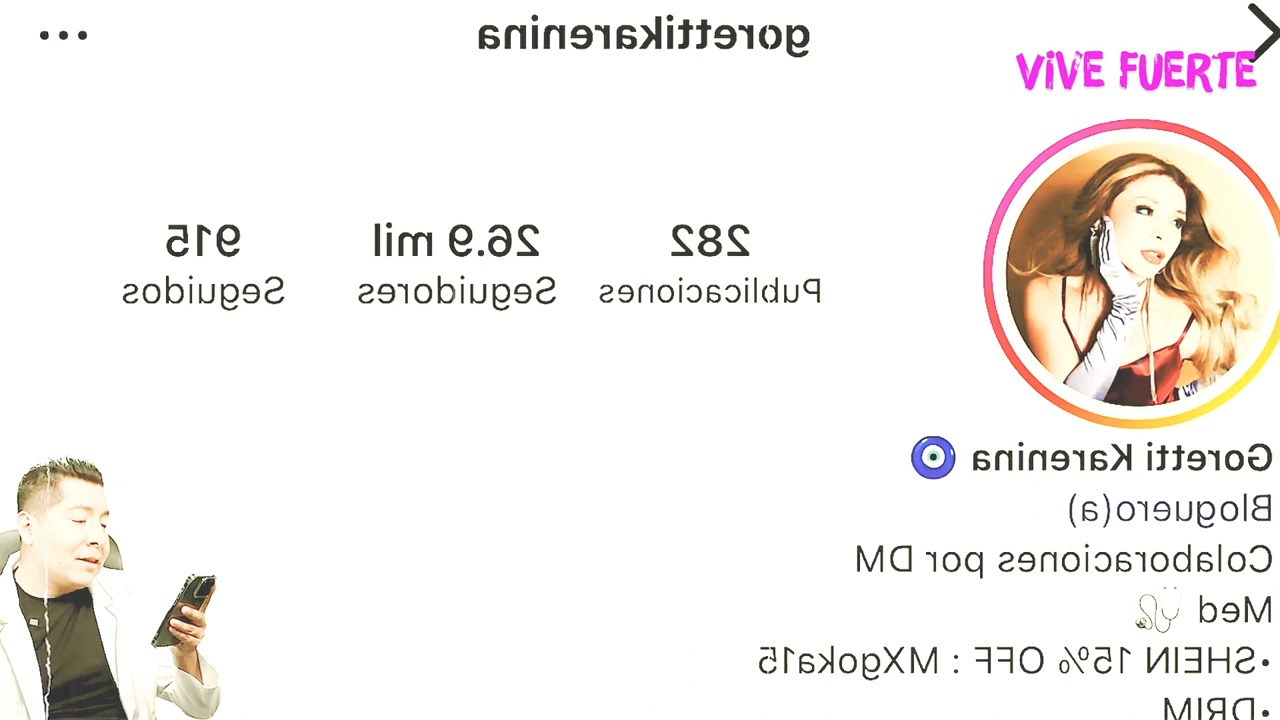 gorettikarenina
VIVE FUERTE
282
Publicaciones
26.9 mil
Seguidores
915
Seguidos
Goretti Karenina
Bloguero(a)
Colaboraciones por DM
Med
•SHEIN 15% OFF : MXgoka15
•DRIM